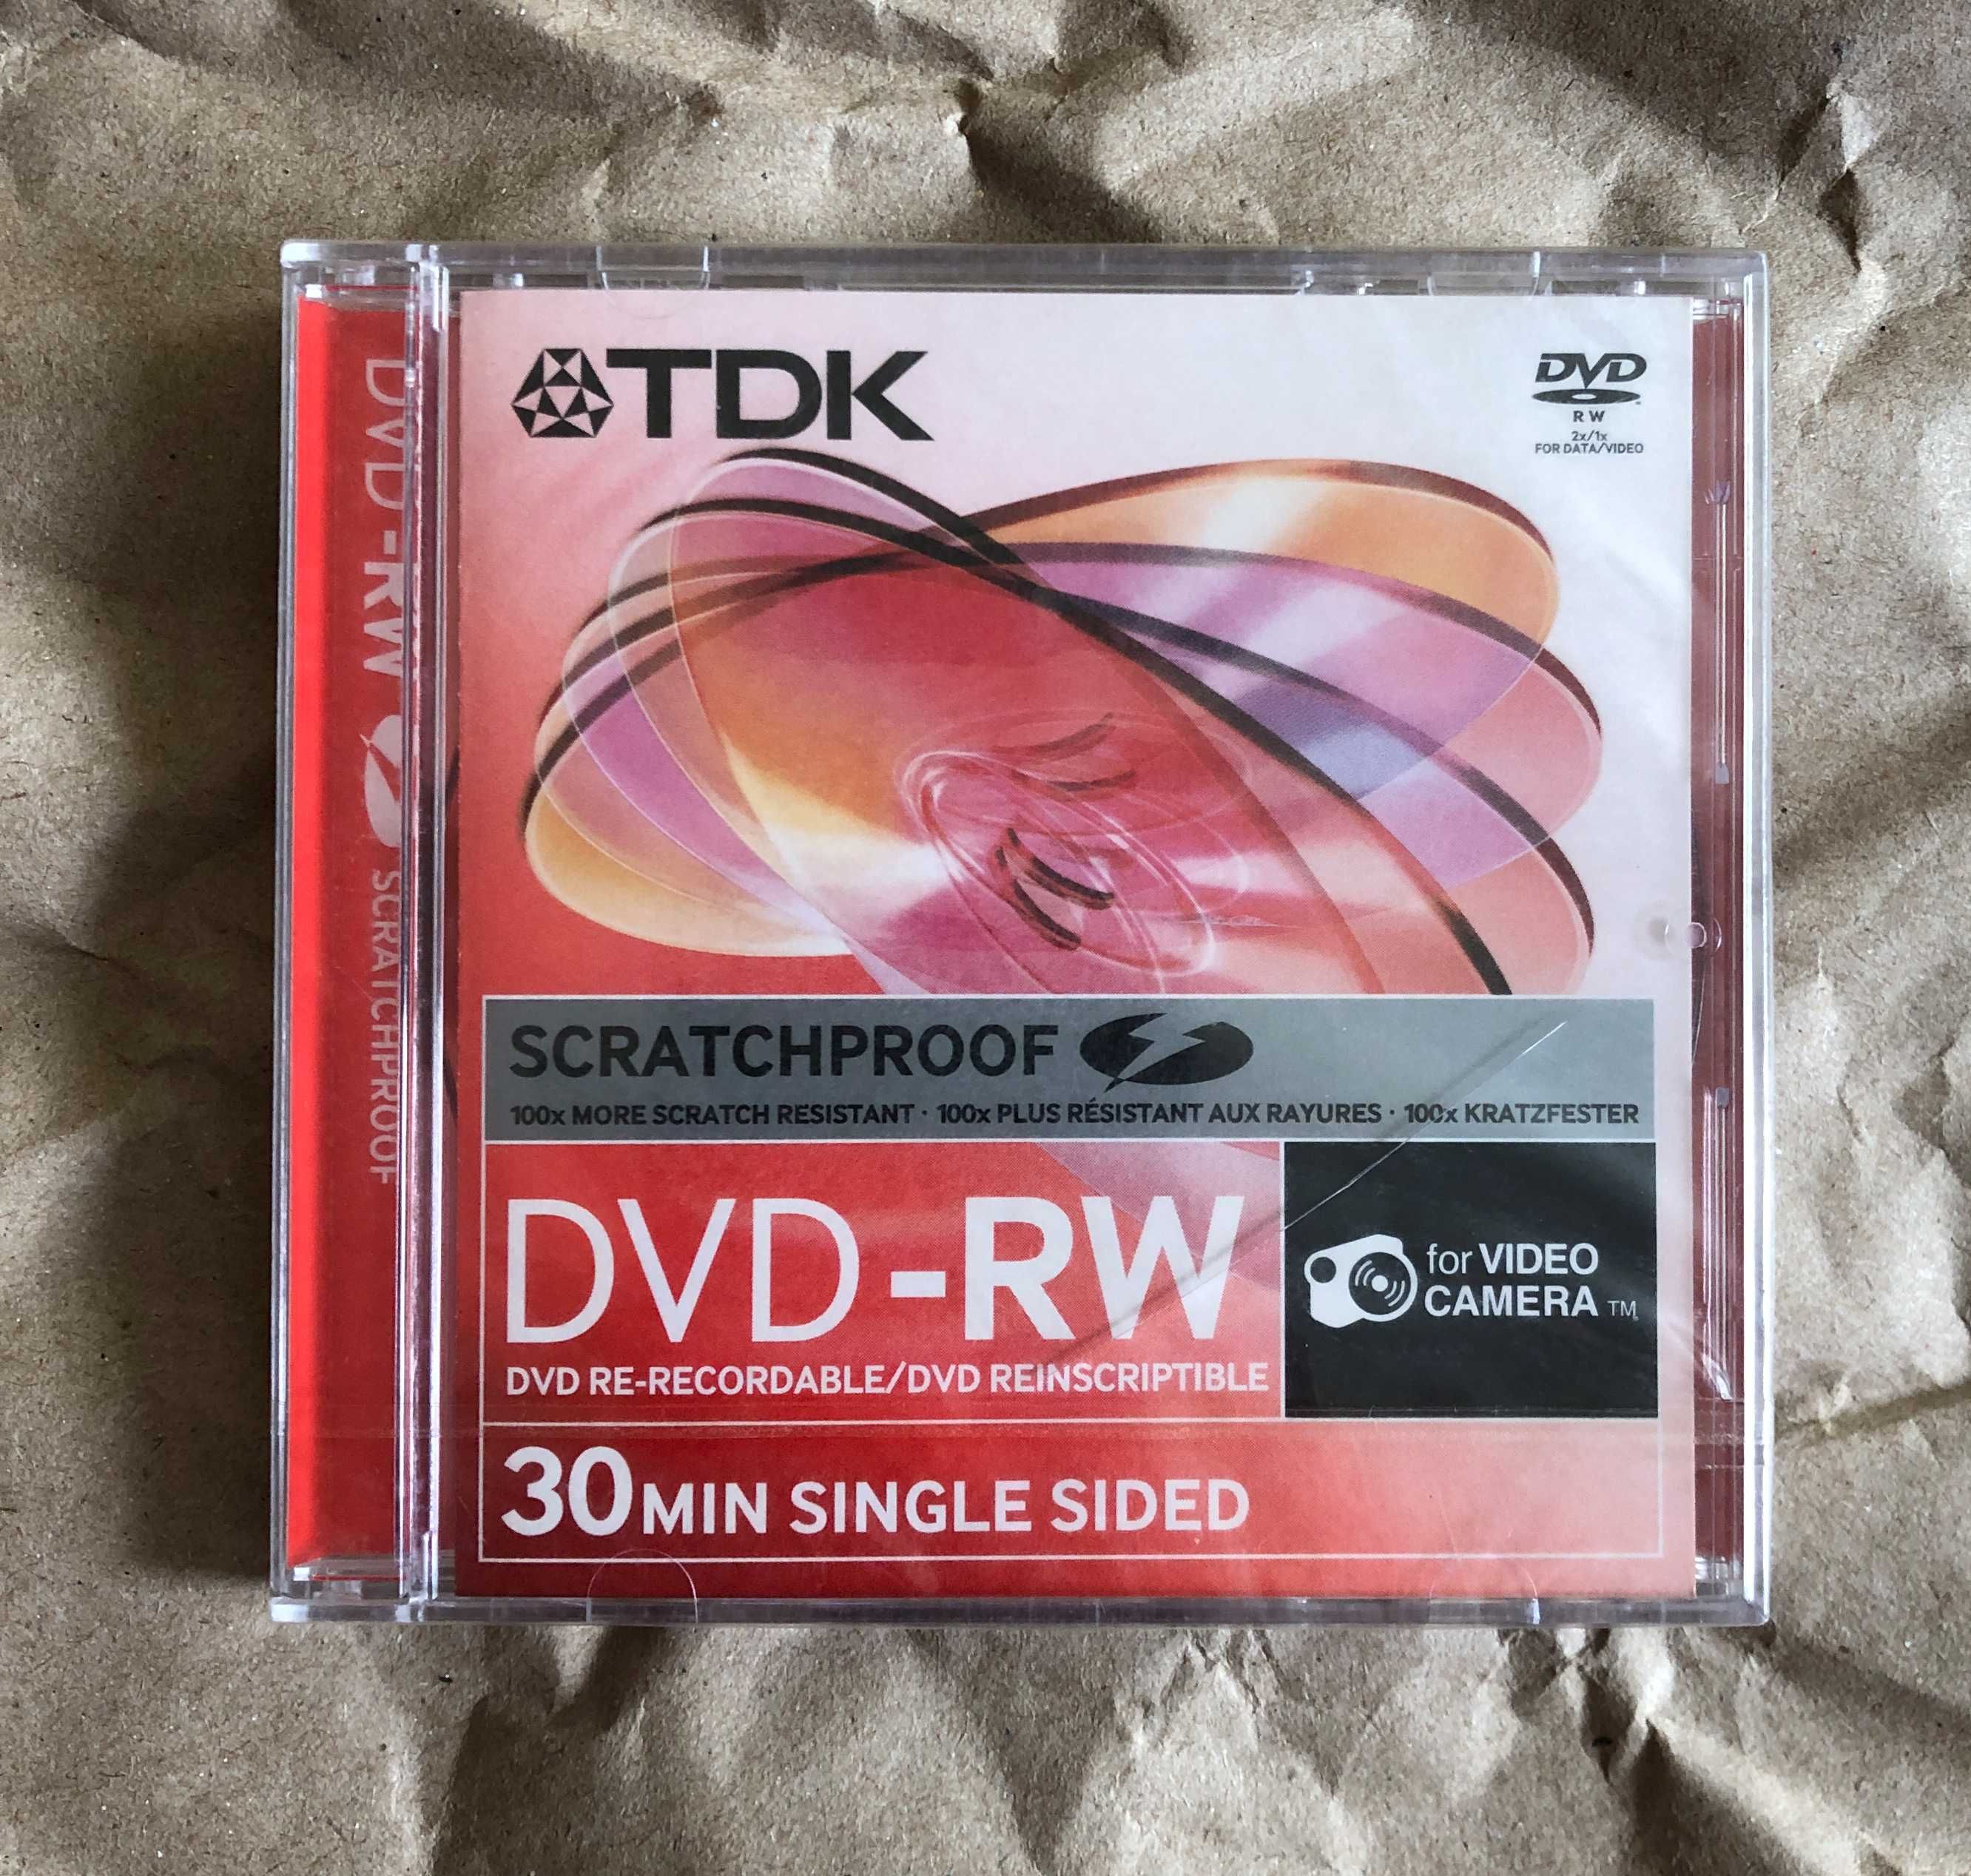 TDK
DVD
RW
2x/1x
FOR DATA/VIDEO
DVD-RW SCRATCHPROOF
SCRATCHPROOF
100x MORE SCRATCH RESISTANT · 100x PLUS RÉSISTANT AUX RAYURES · 100x KRATZFESTER
DVD-RW
DVD RE-RECORDABLE/DVD REINSCRIPTIBLE
for VIDEO
CAMERA TM
30MIN SINGLE SIDED